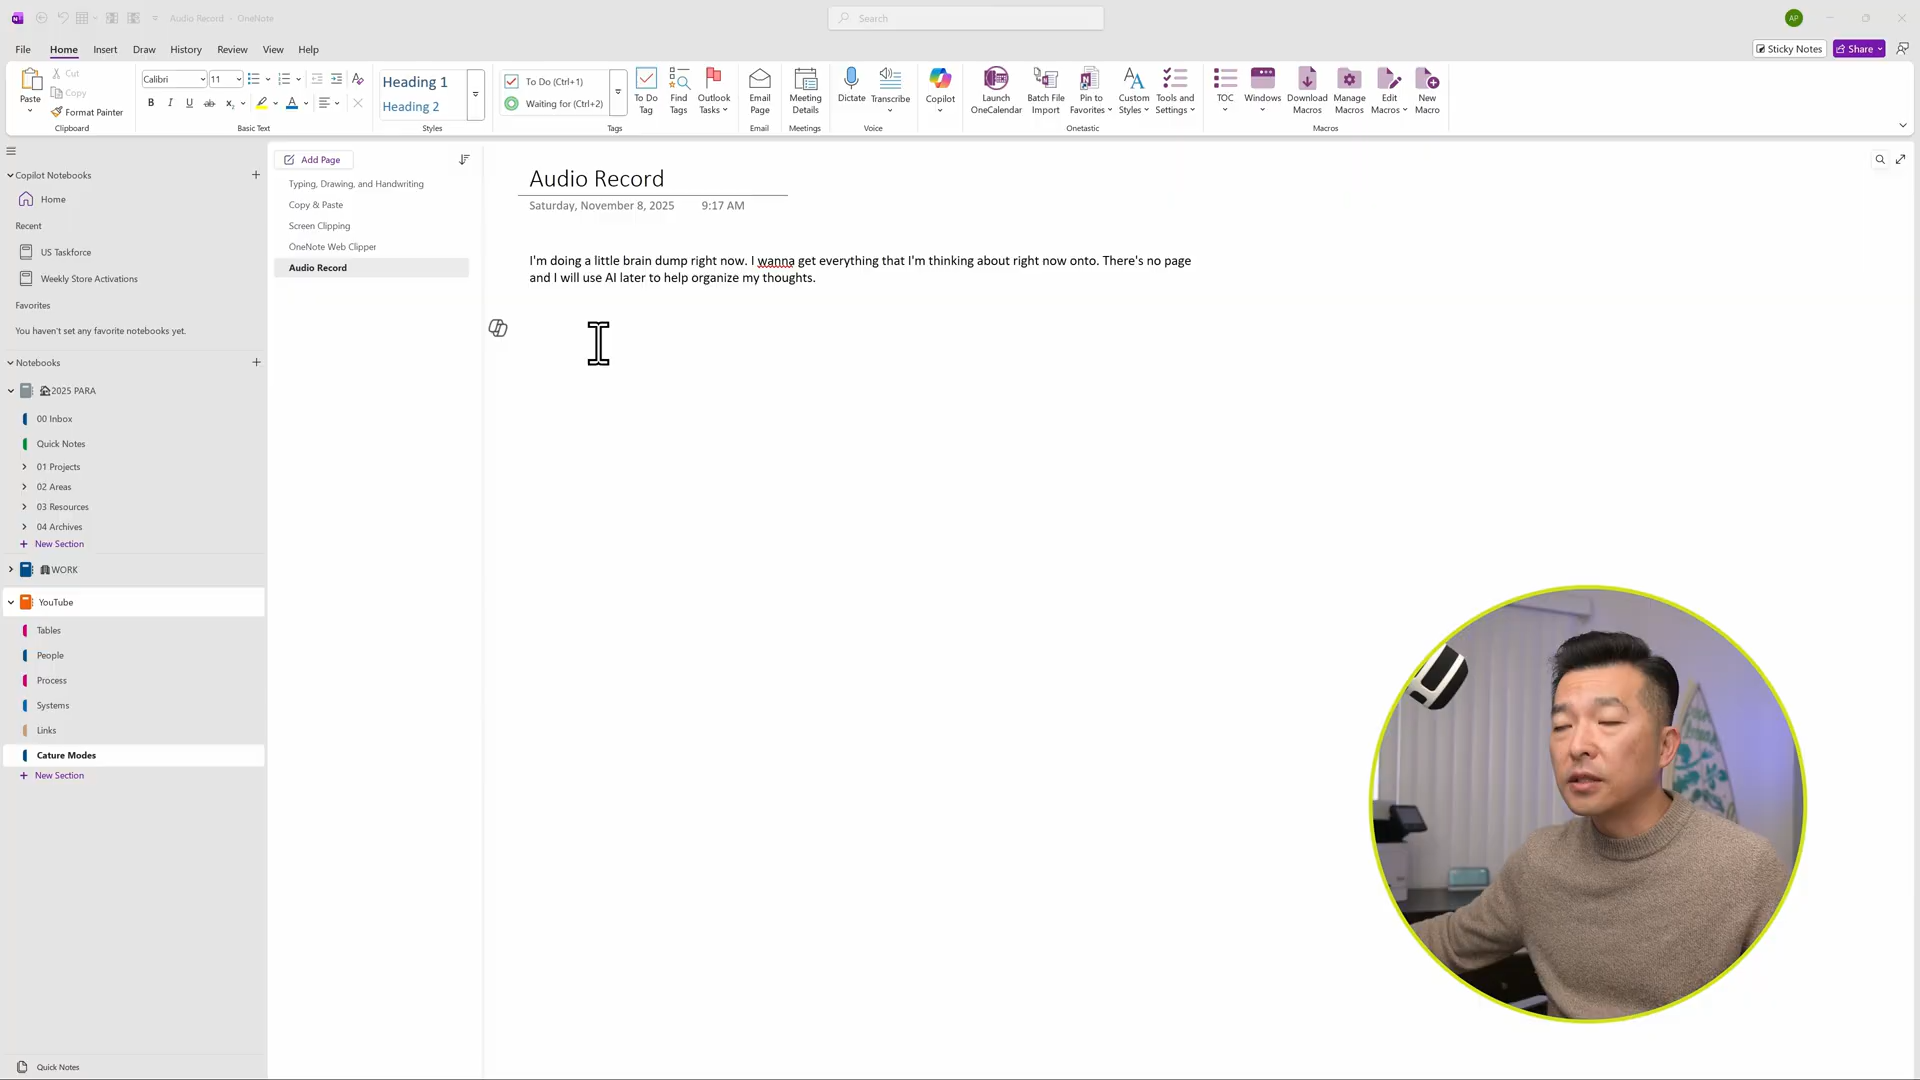 Audio Record - OneNote
Search
AP
File Home Insert Draw History Review View Help
Sticky Notes Share
Paste
Cut
Copy
Format Painter
Clipboard
Calibri 11
B I U ab x
A
Basic Text
Heading 1
Heading 2
Styles
To Do (Ctrl+1)
Waiting for (Ctrl+2)
To Do Tag
Find Tags
Outlook Tasks
Tags
Email Page
Email
Meeting Details
Meetings
Dictate
Transcribe
Voice
Copilot
Launch OneCalendar
Batch File Import
Pin to Favorites
Custom Styles
Tools and Settings
Onetastic
TOC
Windows
Download Macros
Manage Macros
Edit Macros
New Macro
Macros
Copilot Notebooks
Home
Recent
US Taskforce
Weekly Store Activations
Favorites
You haven't set any favorite notebooks yet.
Notebooks
2025 PARA
00 Inbox
Quick Notes
01 Projects
02 Areas
03 Resources
04 Archives
New Section
WORK
YouTube
Tables
People
Process
Systems
Links
Cature Modes
New Section
Quick Notes
Add Page
Typing, Drawing, and Handwriting
Copy & Paste
Screen Clipping
OneNote Web Clipper
Audio Record
Audio Record
Saturday, November 8, 2025 9:17 AM
I'm doing a little brain dump right now. I wanna get everything that I'm thinking about right now onto. There's no page
and I will use AI later to help organize my thoughts.